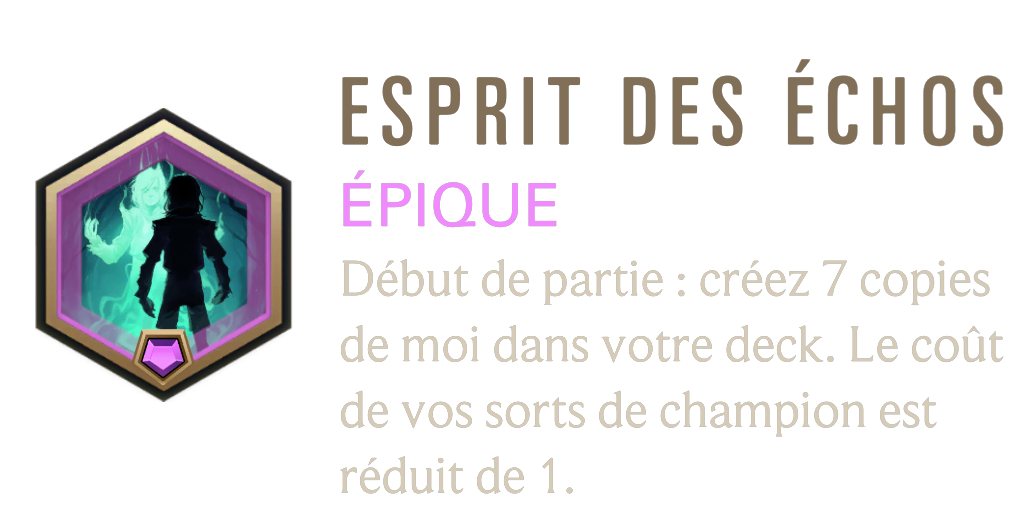 ESPRIT DES ÉCHOS
ÉPIQUE
Début de partie : créez 7 copies
de moi dans votre deck. Le coût
de vos sorts de champion est
réduit de 1.